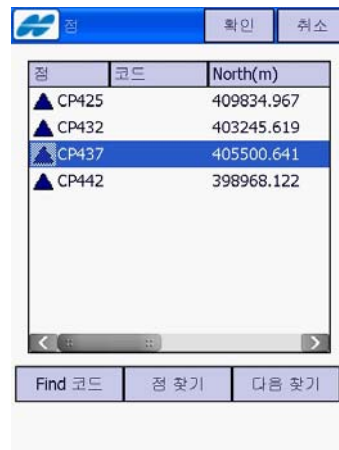 점 확인 취소
점 코드 North(m)
CP425 409834.967
CP432 403245.619
CP437 405500.641
CP442 398968.122
Find 코드 점 찾기 다음 찾기